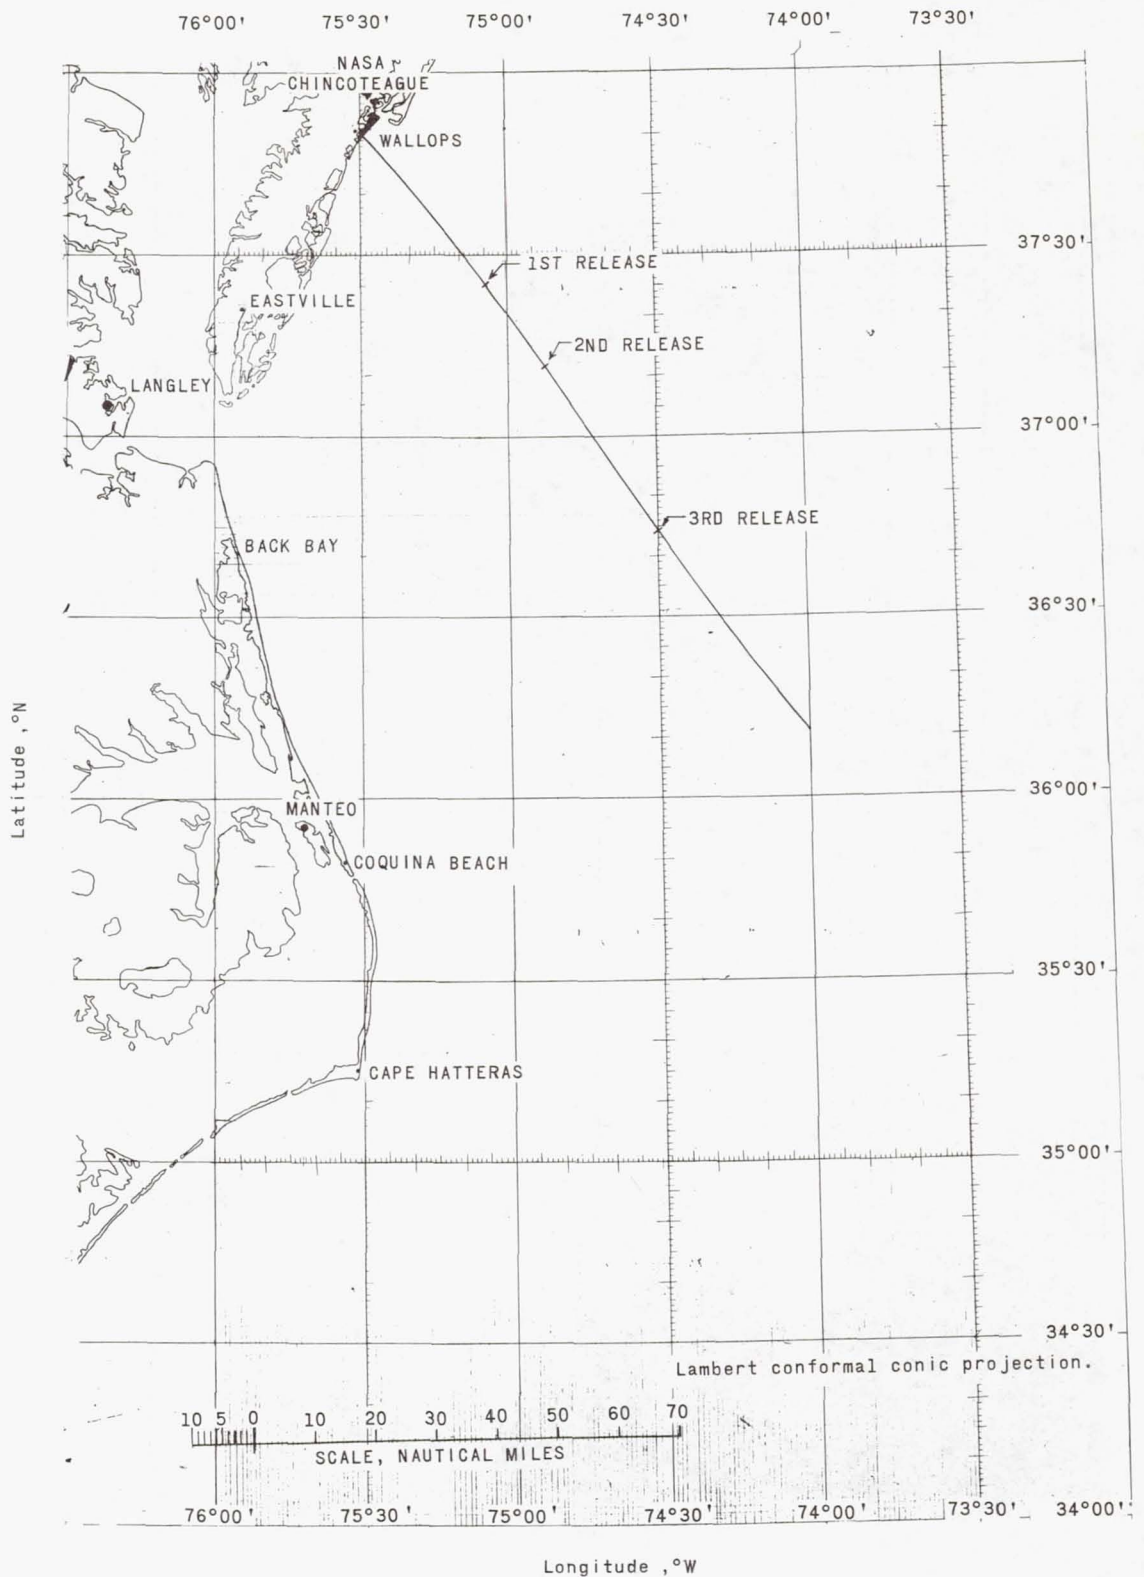 76°00' 75°30' 75°00' 74°30' 74°00' 73°30'
NASA
CHINCOTEAGUE
WALLOPS
37°30'
1ST RELEASE
EASTVILLE
2ND RELEASE
LANGLEY
37°00'
3RD RELEASE
BACK BAY
36°30'
Latitude ,°N
36°00'
MANTEO
COQUINA BEACH
35°30'
CAPE HATTERAS
35°00'
34°30'
Lambert conformal conic projection.
10 5 0 10 20 30 40 50 60 70
SCALE, NAUTICAL MILES
76°00' 75°30' 75°00' 74°30' 74°00' 73°30' 34°00'
Longitude ,°W